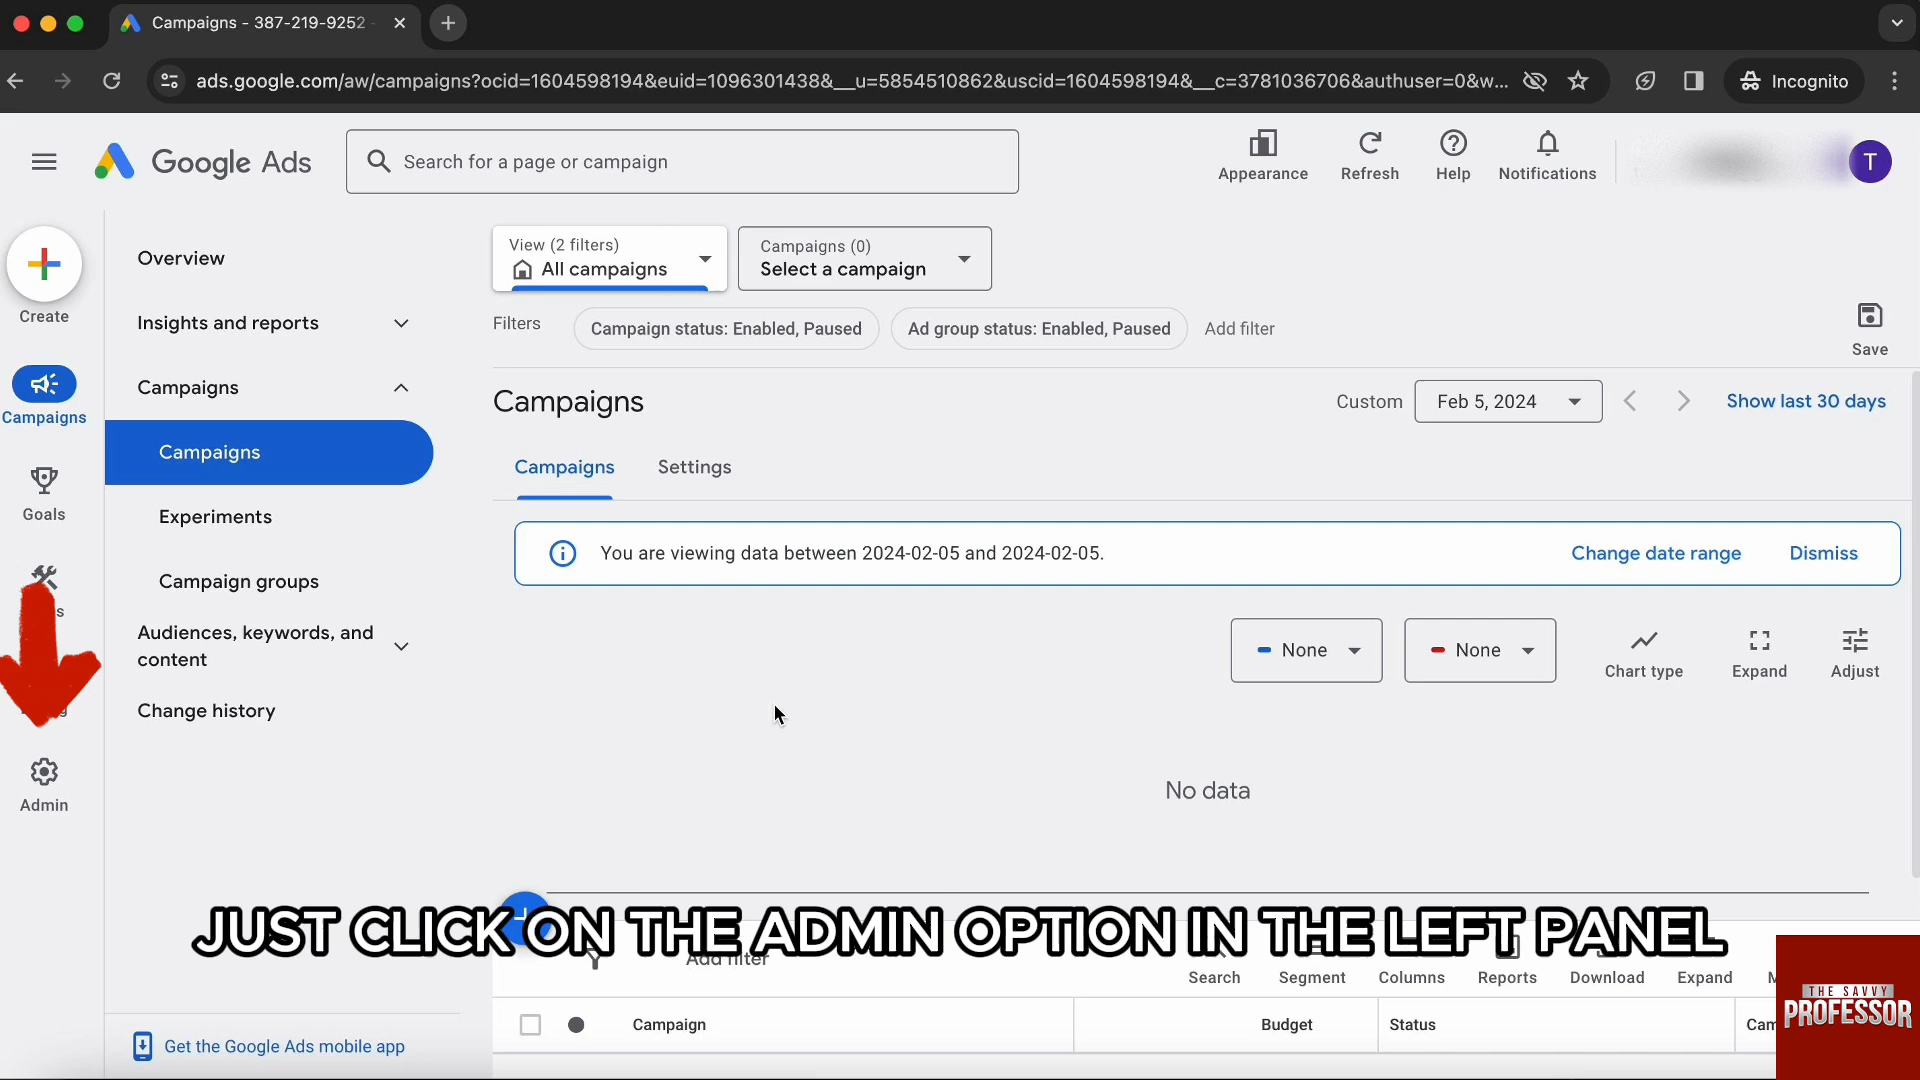 Campaigns - 387-219-9252
ads.google.com/aw/campaigns?ocid=1604598194&euid=1096301438&__u=5854510862&uscid=1604598194&__c=3781036706&authuser=0&w...
Incognito
Google Ads
Search for a page or campaign
Appearance
Refresh
Help
Notifications
T
Create
Campaigns
Goals
Admin
Overview
Insights and reports
Campaigns
Campaigns
Experiments
Campaign groups
Audiences, keywords, and
content
Change history
Get the Google Ads mobile app
View (2 filters)
All campaigns
Campaigns (0)
Select a campaign
Filters
Campaign status: Enabled, Paused
Ad group status: Enabled, Paused
Add filter
Save
Campaigns
Custom
Feb 5, 2024
Show last 30 days
Campaigns
Settings
You are viewing data between 2024-02-05 and 2024-02-05.
Change date range
Dismiss
None
None
Chart type
Expand
Adjust
No data
JUST CLICK ON THE ADMIN OPTION IN THE LEFT PANEL
Add filter
Search
Segment
Columns
Reports
Download
Expand
Campaign
Budget
Status
THE SAVVY
PROFESSOR